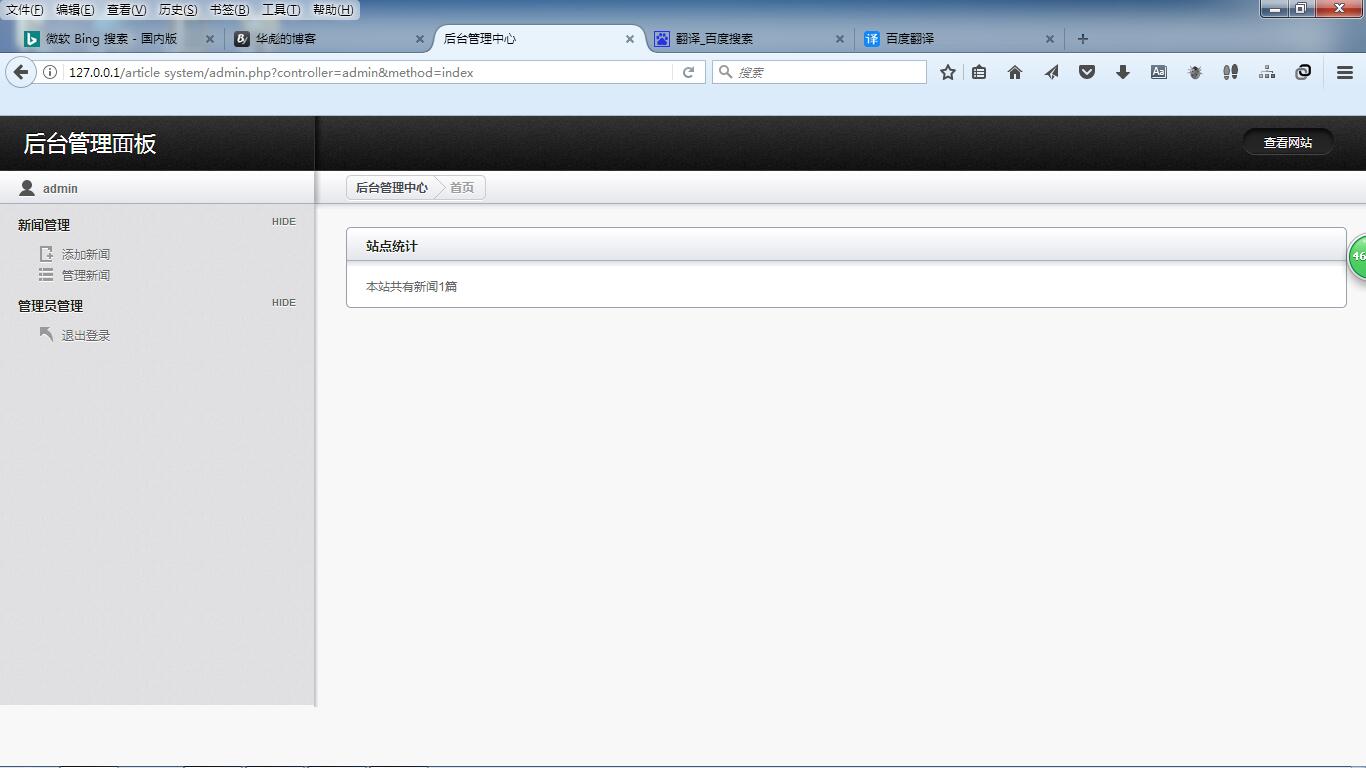 文件(F) 编辑(E) 查看(V) 历史(S) 书签(B) 工具(T) 帮助(H)
微软 Bing 搜索 - 国内版 华彪的博客 后台管理中心 翻译_百度搜索 译 百度翻译
127.0.0.1/article system/admin.php?controller=admin&method=index 搜索
后台管理面板 查看网站
admin 后台管理中心 首页
新闻管理 HIDE
添加新闻
管理新闻
管理员管理 HIDE
退出登录
站点统计
本站共有新闻1篇
46